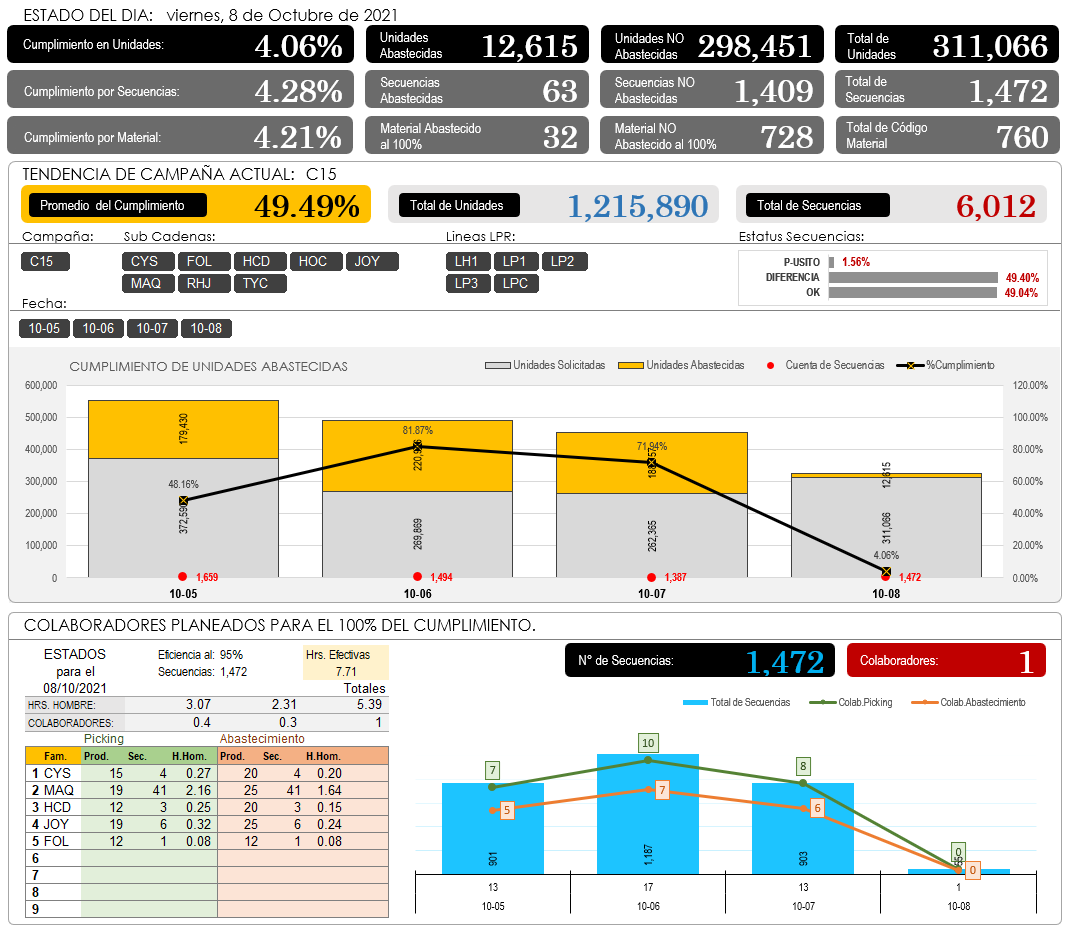 ESTADO DEL DIA: viernes, 8 de Octubre de 2021
Cumplimiento en Unidades: 4.06%
Unidades Abastecidas 12,615
Unidades NO Abastecidas 298,451
Total de Unidades 311,066
Cumplimiento por Secuencias: 4.28%
Secuencias Abastecidas 63
Secuencias NO Abastecidas 1,409
Total de Secuencias 1,472
Cumplimiento por Material: 4.21%
Material Abastecido al 100% 32
Material NO Abastecido al 100% 728
Total de Código Material 760
TENDENCIA DE CAMPAÑA ACTUAL: C15
Promedio del Cumplimiento 49.49%
Total de Unidades 1,215,890
Total de Secuencias 6,012
Campaña: Sub Cadenas: Lineas LPR: Estatus Secuencias:
C15 CYS FOL HCD HOC JOY LH1 LP1 LP2
MAQ RHJ TYC LP3 LPC
P-USITO 1.56%
DIFERENCIA 49.40%
OK 49.04%
Fecha:
10-05 10-06 10-07 10-08
CUMPLIMIENTO DE UNIDADES ABASTECIDAS
Unidades Solicitadas Unidades Abastecidas Cuenta de Secuencias %Cumplimiento
600,000 120.00%
500,000 100.00%
400,000 80.00%
300,000 60.00%
200,000 40.00%
100,000 20.00%
0 0.00%
179,430 12,615
48.16% 81.87% 71.94% 4.06%
269,869 262,365 311,066
1,659 1,494 1,387 1,472
10-05 10-06 10-07 10-08
COLABORADORES PLANEADOS PARA EL 100% DEL CUMPLIMIENTO.
ESTADOS para el 08/10/2021
Eficiencia al: 95%
Secuencias: 1,472
Hrs. Efectivas
7.71
Totales
HRS. HOMBRE: 3.07 2.31 5.39
COLABORADORES: 0.4 0.3 1
Picking Abastecimiento
Fam. Prod. Sec. H.Hom. Prod. Sec. H.Hom.
1 CYS 15 4 0.27 20 4 0.20
2 MAQ 19 41 2.16 25 41 1.64
3 HCD 12 3 0.25 20 3 0.15
4 JOY 19 6 0.32 25 6 0.24
5 FOL 12 1 0.08 12 1 0.08
6
7
8
9
N° de Secuencias: 1,472
Colaboradores: 1
Total de Secuencias Colab.Picking Colab.Abastecimiento
7 10 8 0
5 7 6 0
901 1,187 903
13 17 13 1
10-05 10-06 10-07 10-08